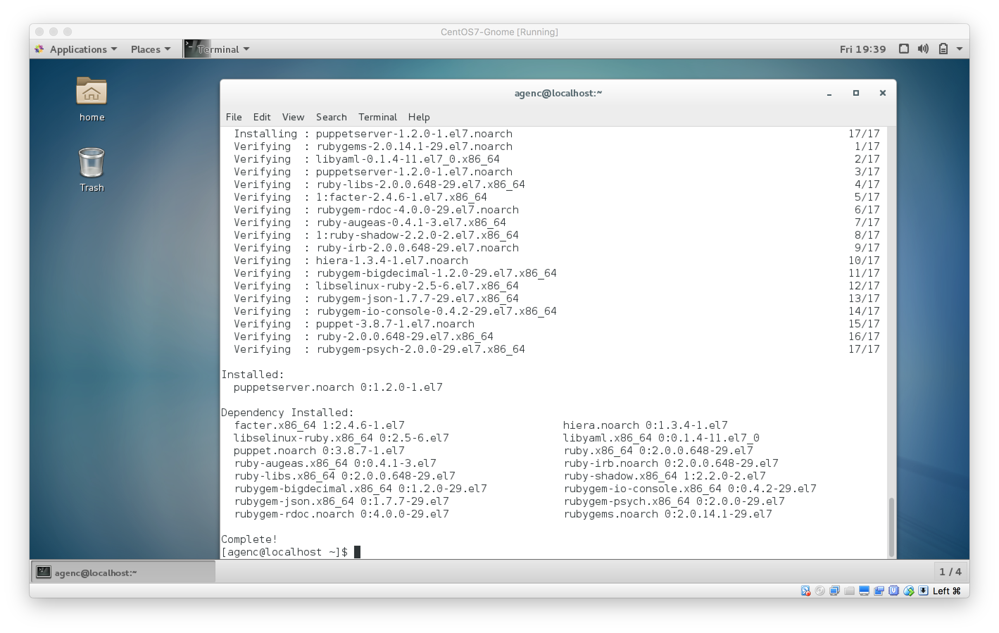 CentOS7-Gnome [Running]
Applications Places Terminal Fri 19:39
home
Trash
agenc@localhost:~
File Edit View Search Terminal Help
Installing : puppetserver-1.2.0-1.el7.noarch 17/17
Verifying : rubygems-2.0.14.1-29.el7.noarch 1/17
Verifying : libyaml-0.1.4-11.el7_0.x86_64 2/17
Verifying : puppetserver-1.2.0-1.el7.noarch 3/17
Verifying : ruby-libs-2.0.0.648-29.el7.x86_64 4/17
Verifying : 1:facter-2.4.6-1.el7.x86_64 5/17
Verifying : rubygem-rdoc-4.0.0-29.el7.noarch 6/17
Verifying : ruby-augeas-0.4.1-3.el7.x86_64 7/17
Verifying : 1:ruby-shadow-2.2.0-2.el7.x86_64 8/17
Verifying : ruby-irb-2.0.0.648-29.el7.noarch 9/17
Verifying : hiera-1.3.4-1.el7.noarch 10/17
Verifying : rubygem-bigdecimal-1.2.0-29.el7.x86_64 11/17
Verifying : libselinux-ruby-2.5-6.el7.x86_64 12/17
Verifying : rubygem-json-1.7.7-29.el7.x86_64 13/17
Verifying : rubygem-io-console-0.4.2-29.el7.x86_64 14/17
Verifying : puppet-3.8.7-1.el7.noarch 15/17
Verifying : ruby-2.0.0.648-29.el7.x86_64 16/17
Verifying : rubygem-psych-2.0.0-29.el7.x86_64 17/17
Installed:
puppetserver.noarch 0:1.2.0-1.el7
Dependency Installed:
facter.x86_64 1:2.4.6-1.el7 hiera.noarch 0:1.3.4-1.el7
libselinux-ruby.x86_64 0:2.5-6.el7 libyaml.x86_64 0:0.1.4-11.el7_0
puppet.noarch 0:3.8.7-1.el7 ruby.x86_64 0:2.0.0.648-29.el7
ruby-augeas.x86_64 0:0.4.1-3.el7 ruby-irb.noarch 0:2.0.0.648-29.el7
ruby-libs.x86_64 0:2.0.0.648-29.el7 ruby-shadow.x86_64 1:2.2.0-2.el7
rubygem-bigdecimal.x86_64 0:1.2.0-29.el7 rubygem-io-console.x86_64 0:0.4.2-29.el7
rubygem-json.x86_64 0:1.7.7-29.el7 rubygem-psych.x86_64 0:2.0.0-29.el7
rubygem-rdoc.noarch 0:4.0.0-29.el7 rubygems.noarch 0:2.0.14.1-29.el7
Complete!
[agenc@localhost ~]$
agenc@localhost:~ 1 / 4
Left ⌘